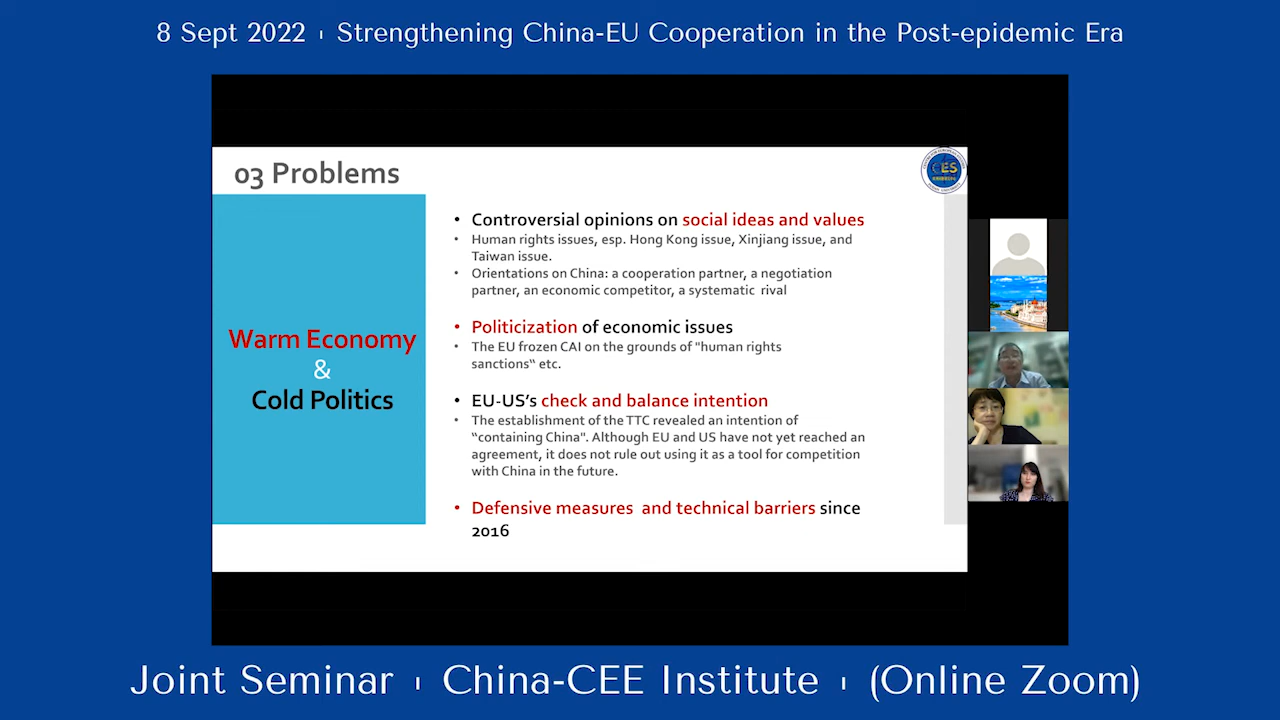 8 Sept 2022 ı Strengthening China-EU Cooperation in the Post-epidemic Era
03 Problems
CES
Warm Economy
&
Cold Politics
• Controversial opinions on social ideas and values
• Human rights issues, esp. Hong Kong issue, Xinjiang issue, and
Taiwan issue.
• Orientations on China: a cooperation partner, a negotiation
partner, an economic competitor, a systematic rival
• Politicization of economic issues
• The EU frozen CAI on the grounds of "human rights
sanctions“ etc.
• EU-US’s check and balance intention
• The establishment of the TTC revealed an intention of
“containing China". Although EU and US have not yet reached an
agreement, it does not rule out using it as a tool for competition
with China in the future.
• Defensive measures and technical barriers since
2016
Joint Seminar ı China-CEE Institute ı (Online Zoom)